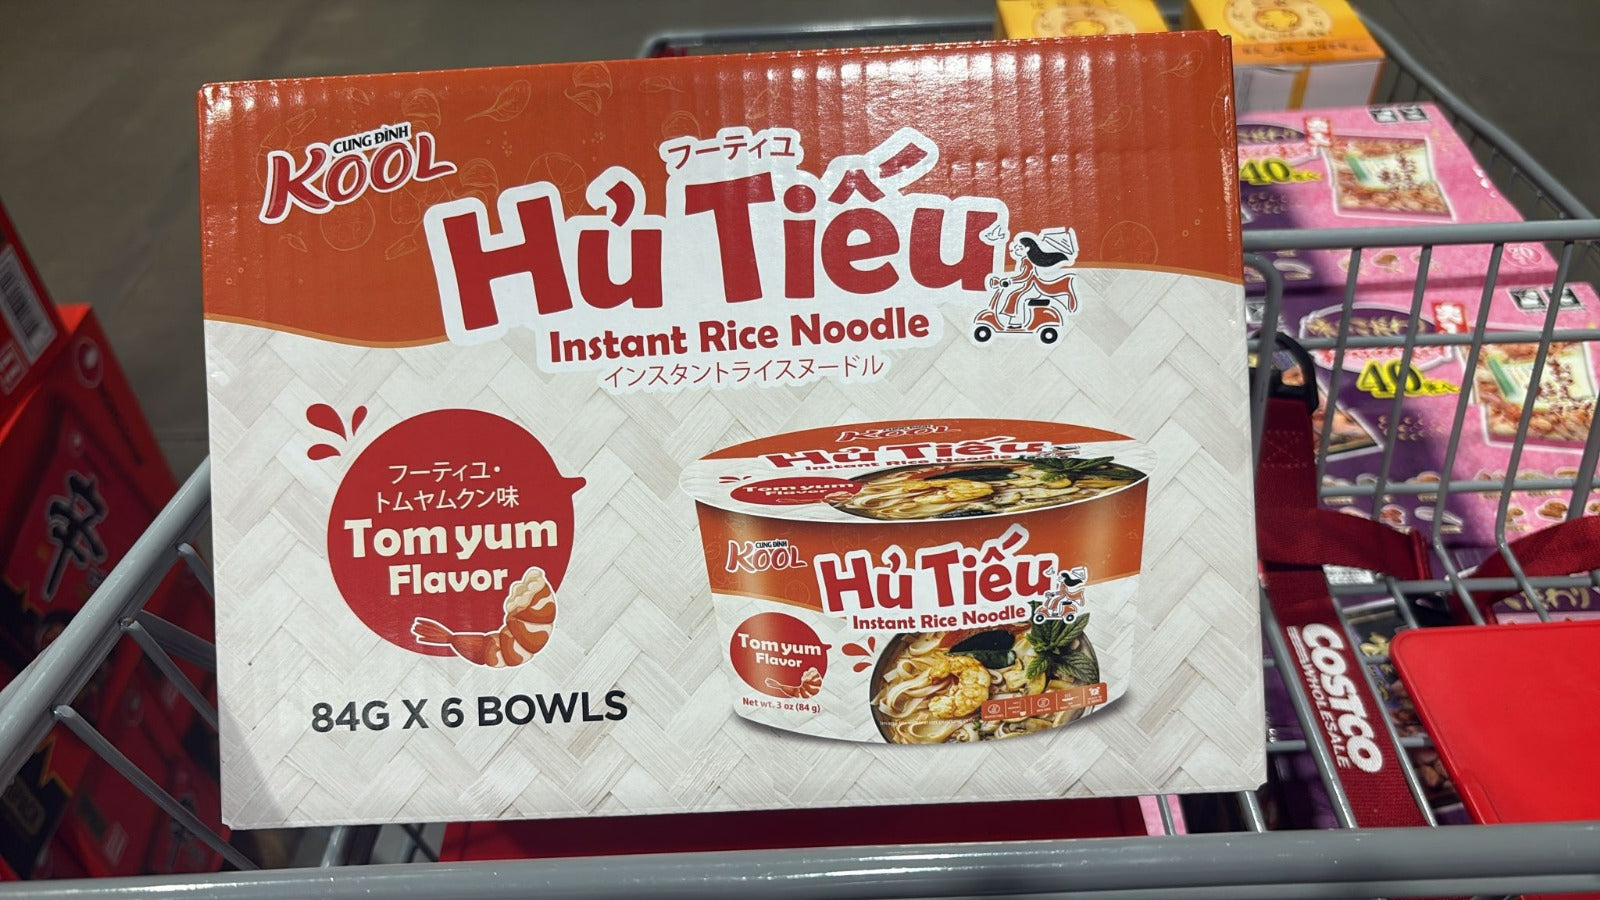 CUNG ĐÌNH
KOOL
フーティユ
Hủ Tiếu
Instant Rice Noodle
インスタントライスヌードル
フーティユ・
トムヤムクン味
Tom yum
Flavor
84G X 6 BOWLS
KOOL
Hủ Tiếu
Instant Rice Noodle
Tom yum
Flavor
CUNG ĐÌNH
KOOL
Hủ Tiếu
Instant Rice Noodle
Tom yum
Flavor
Net wt. 3 oz (84 g)
40
40
COSTCO
WHOLESALE